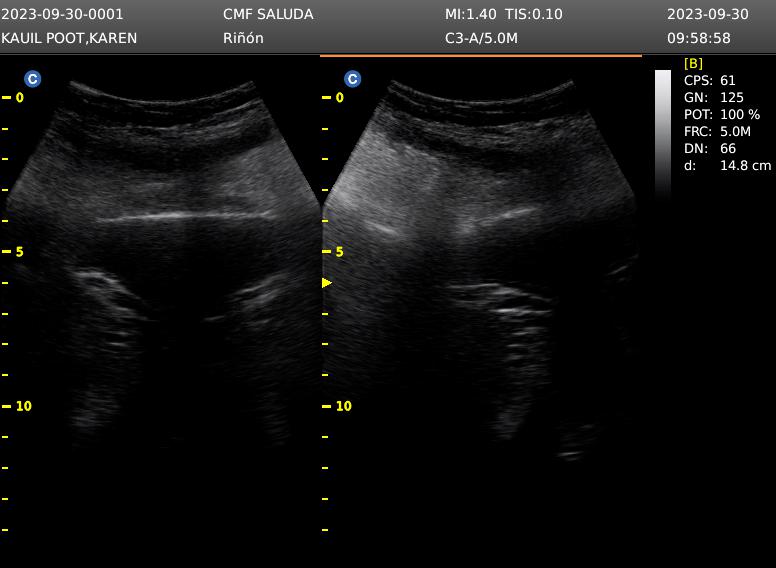 2023-09-30-0001 CMF SALUDA MI:1.40 TIS:0.10 2023-09-30
KAUIL POOT,KAREN Riñón C3-A/5.0M 09:58:58
[B]
CPS: 61
GN: 125
POT: 100 %
FRC: 5.0M
DN: 66
d: 14.8 cm
C
0
5
10
C
0
5
10